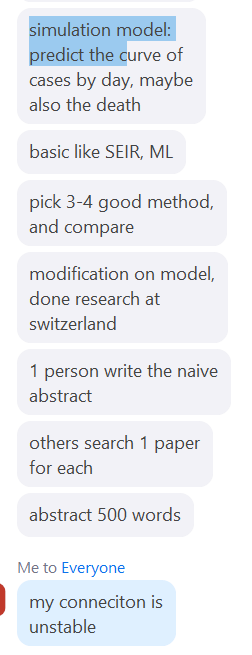 simulation model:
predict the curve of
cases by day, maybe
also the death
basic like SEIR, ML
pick 3-4 good method,
and compare
modification on model,
done research at
switzerland
1 person write the naive
abstract
others search 1 paper
for each
abstract 500 words
Me to Everyone
my conneciton is
unstable